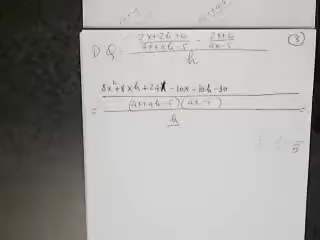 ③
2x+2h+6   2x+6
D Q: ————— - ————
4x+4h-5   4x-5
h
8x²+8xh+24x-10x-10h-30
(4x+4h-5)(4x-5)
=
h